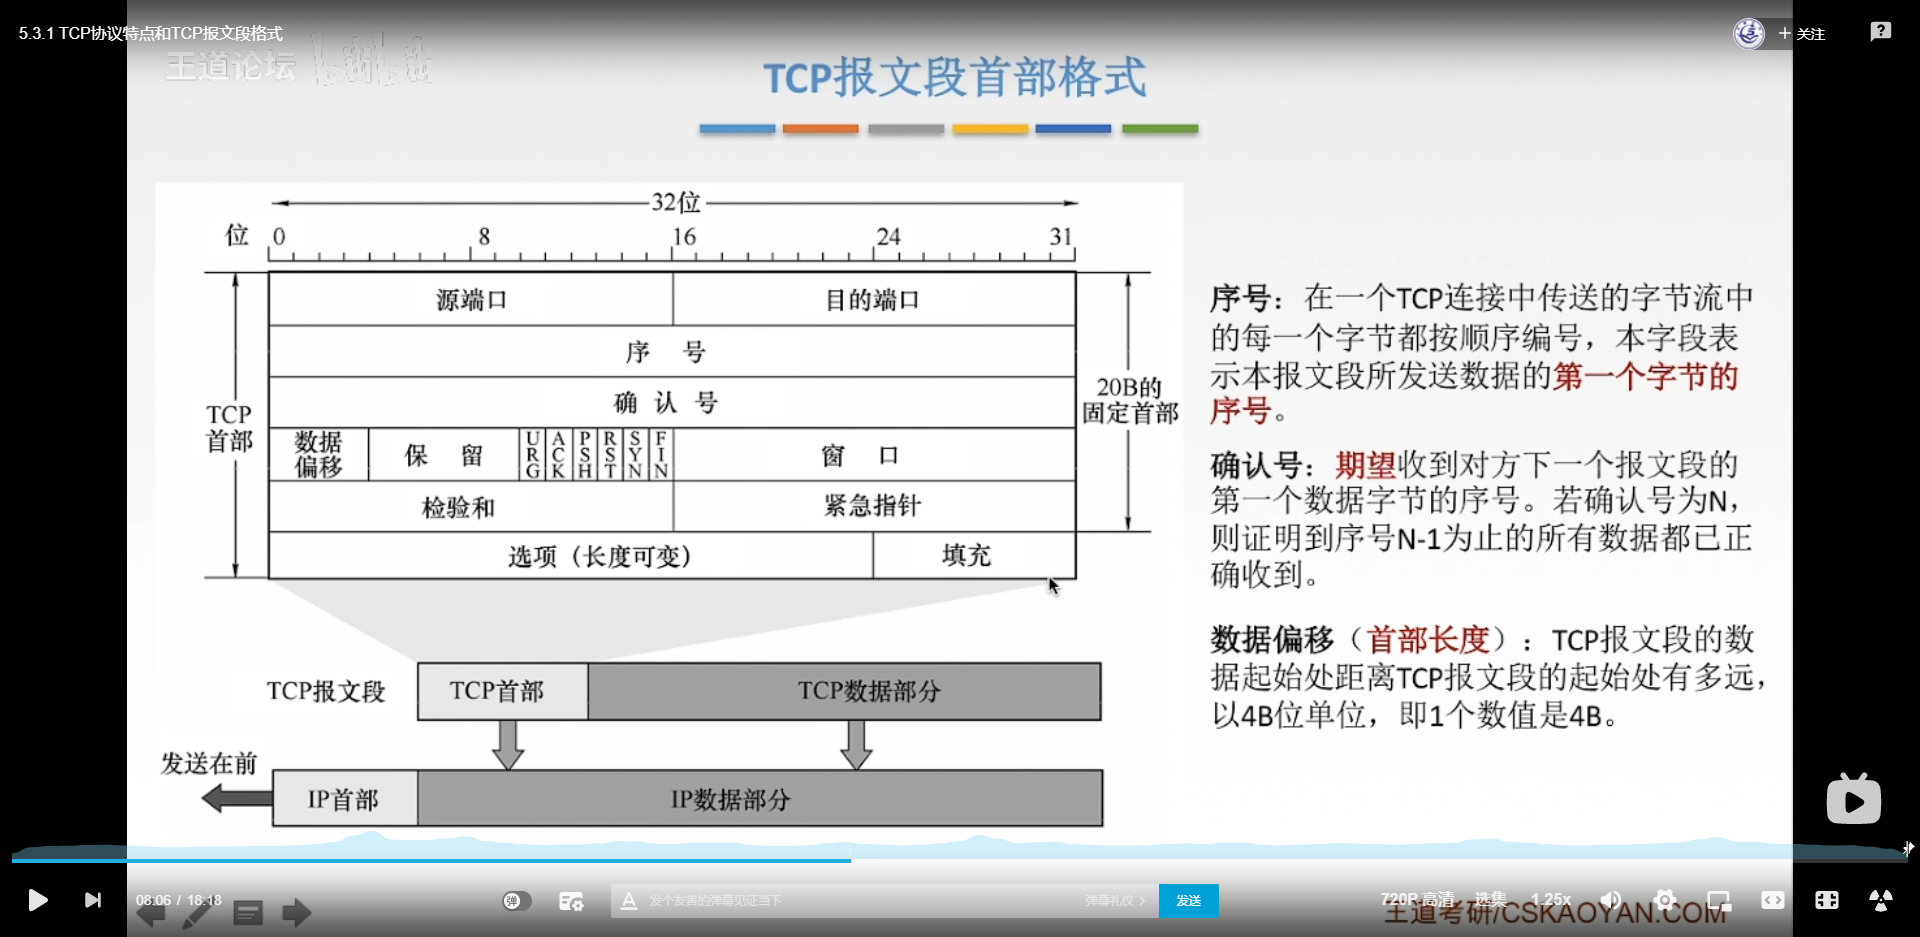 5.3.1 TCP协议特点和TCP报文段格式
+ 关注
王道论坛 bilibili
TCP报文段首部格式
32位
位 0 8 16 24 31
源端口 目的端口
序 号
确 认 号
数据偏移 保 留 URG ACK PSH RST SYN FIN 窗 口
检验和 紧急指针
选项（长度可变） 填充
TCP首部
20B的
固定首部
TCP报文段 TCP首部 TCP数据部分
发送在前
IP首部 IP数据部分
序号：在一个TCP连接中传送的字节流中
的每一个字节都按顺序编号，本字段表
示本报文段所发送数据的第一个字节的
序号。
确认号：期望收到对方下一个报文段的
第一个数据字节的序号。若确认号为N，
则证明到序号N-1为止的所有数据都已正
确收到。
数据偏移（首部长度）：TCP报文段的数
据起始处距离TCP报文段的起始处有多远，
以4B位单位，即1个数值是4B。
08:06 / 18:18
弹
A 发个友善的弹幕见证当下 弹幕礼仪 > 发送
720P 高清 选集 1.25x
王道考研/CSKAOYAN.COM